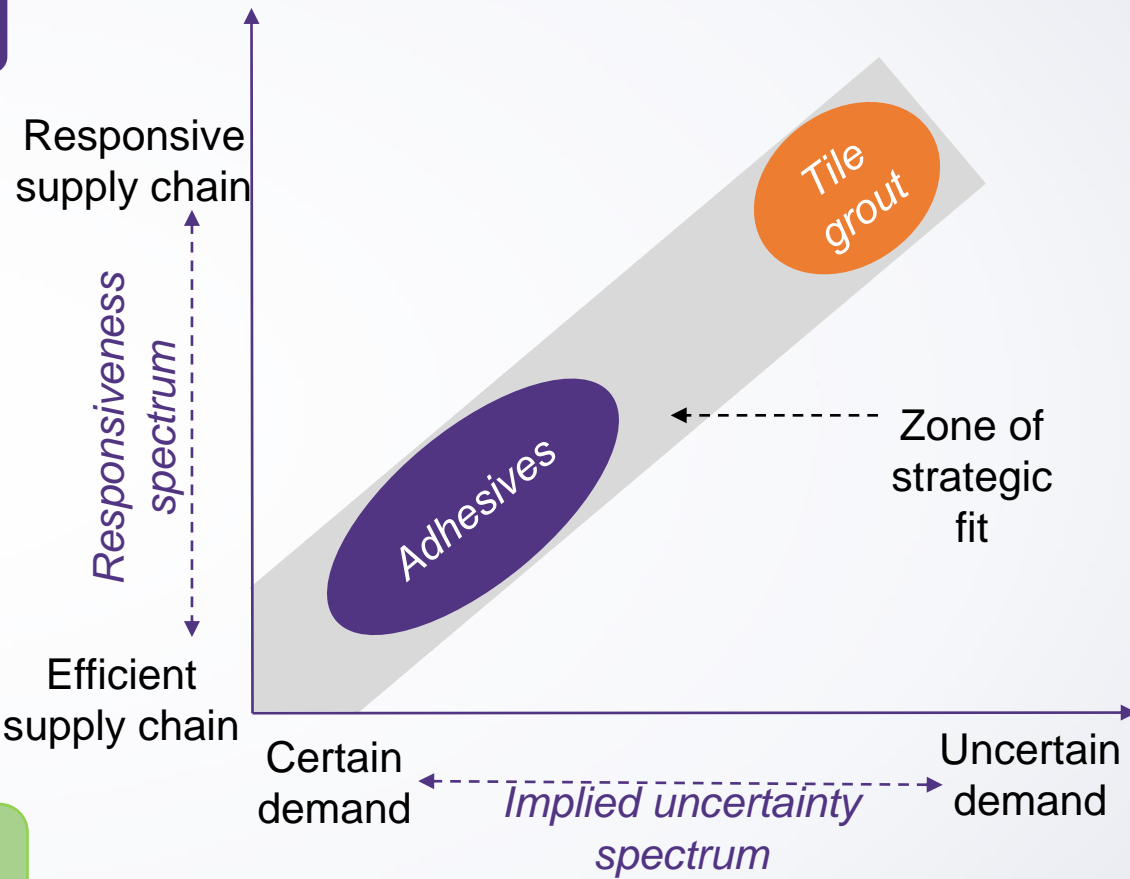 Responsive
supply chain
Responsiveness
spectrum
Efficient
supply chain
Tile
grout
Adhesives
Zone of
strategic
fit
Certain
demand
Implied uncertainty
spectrum
Uncertain
demand